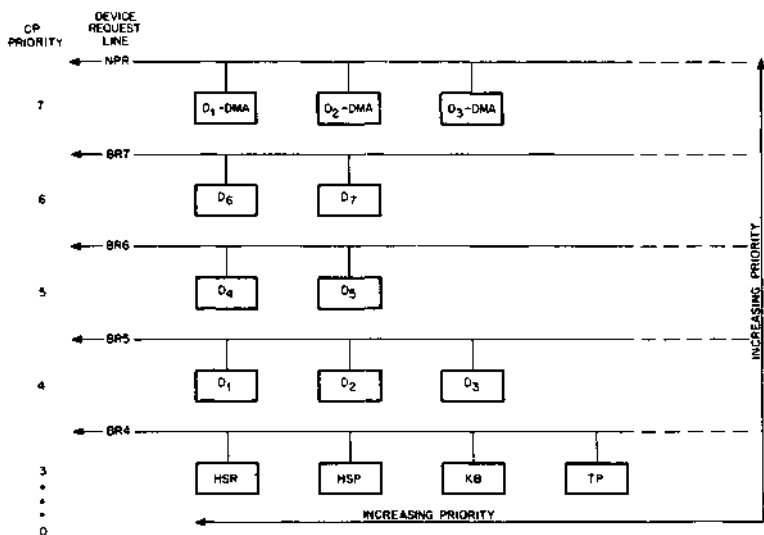 CP PRIORITY
DEVICE REQUEST LINE
NPR
7
D1-DMA
D2-DMA
D3-DMA
BR7
6
D6
D7
BR6
5
D4
D5
BR5
4
D1
D2
D3
BR4
3
HSR
HSP
KB
TP
0
INCREASING PRIORITY
INCREASING PRIORITY